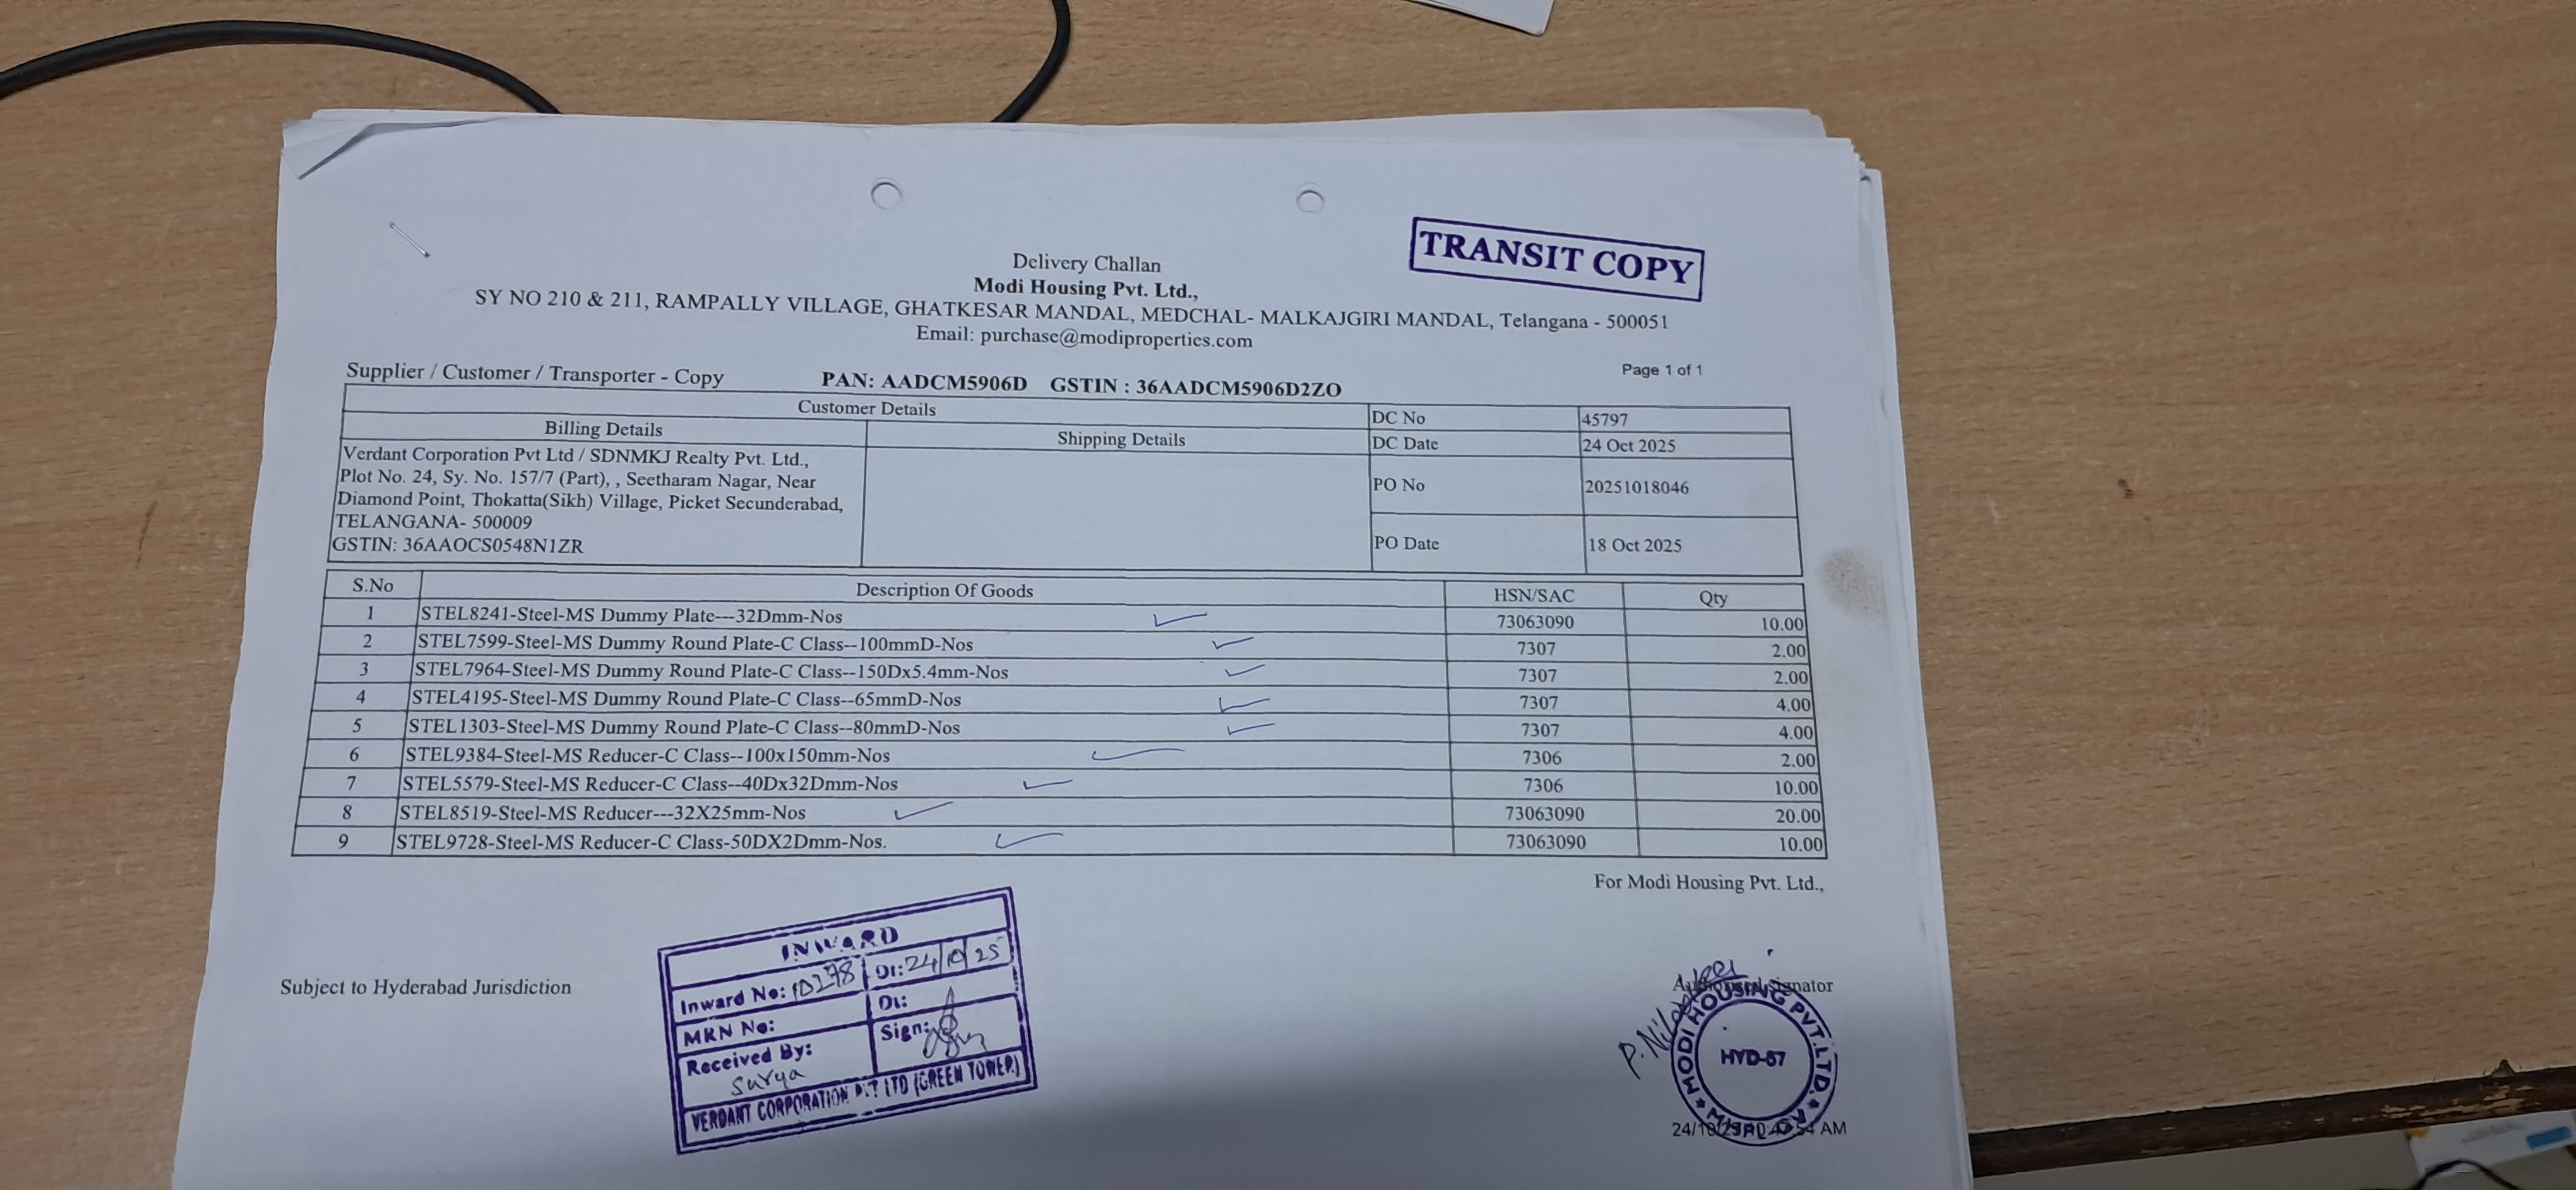 TRANSIT COPY
Delivery Challan
Modi Housing Pvt. Ltd.,
SY NO 210 & 211, RAMPALLY VILLAGE, GHATKESAR MANDAL, MEDCHAL- MALKAJGIRI MANDAL, Telangana - 500051
Email: purchase@modiproperties.com
Page 1 of 1
Supplier / Customer / Transporter - Copy PAN: AADCM5906D GSTIN : 36AADCM5906D2ZO
Customer Details
Billing Details
Shipping Details
Verdant Corporation Pvt Ltd / SDNMKJ Realty Pvt. Ltd.,
Plot No. 24, Sy. No. 157/7 (Part), , Seetharam Nagar, Near
Diamond Point, Thokatta(Sikh) Village, Picket Secunderabad,
TELANGANA- 500009
GSTIN: 36AAOCS0548N1ZR
DC No 45797
DC Date 24 Oct 2025
PO No 20251018046
PO Date 18 Oct 2025
S.No Description Of Goods HSN/SAC Qty
1 STEL8241-Steel-MS Dummy Plate---32Dmm-Nos 73063090 10.00
2 STEL7599-Steel-MS Dummy Round Plate-C Class--100mmD-Nos 7307 2.00
3 STEL7964-Steel-MS Dummy Round Plate-C Class--150Dx5.4mm-Nos 7307 2.00
4 STEL4195-Steel-MS Dummy Round Plate-C Class--65mmD-Nos 7307 4.00
5 STEL1303-Steel-MS Dummy Round Plate-C Class--80mmD-Nos 7307 4.00
6 STEL9384-Steel-MS Reducer-C Class--100x150mm-Nos 7306 2.00
7 STEL5579-Steel-MS Reducer-C Class--40Dx32Dmm-Nos 7306 10.00
8 STEL8519-Steel-MS Reducer---32X25mm-Nos 73063090 20.00
9 STEL9728-Steel-MS Reducer-C Class-50DX2Dmm-Nos. 73063090 10.00
For Modi Housing Pvt. Ltd.,
Subject to Hyderabad Jurisdiction
INWARD
Inward No: 10278 Dt: 24/10/25
MRN No: Dt:
Received By: Sign:
Surya
VERDANT CORPORATION PVT LTD (GREEN TOWER)
MODI HOUSING PVT. LTD.
HYD-67
AM